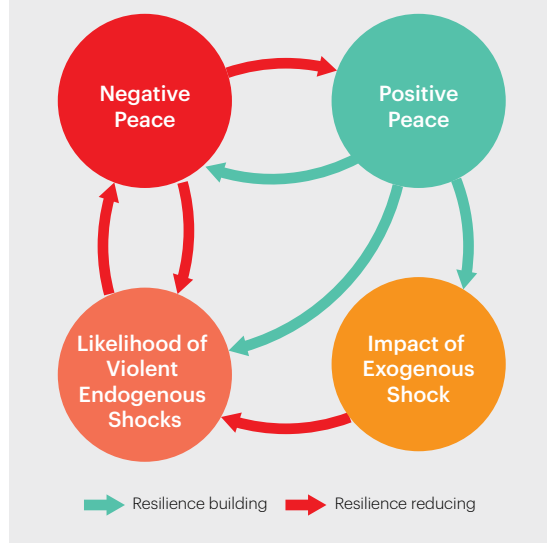 Negative
Peace
Positive
Peace
Likelihood of
Violent
Endogenous
Shocks
Impact of
Exogenous
Shock
Resilience building
Resilience reducing